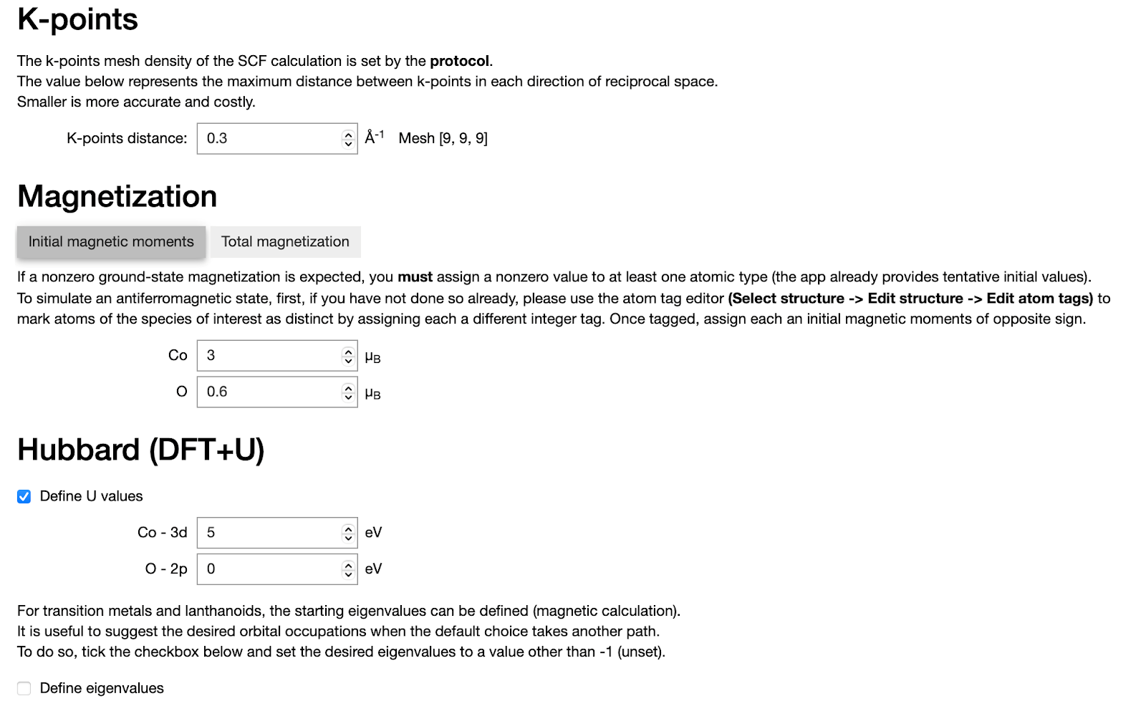 K-points
The k-points mesh density of the SCF calculation is set by the protocol.
The value below represents the maximum distance between k-points in each direction of reciprocal space.
Smaller is more accurate and costly.
K-points distance: 0.3 Å⁻¹ Mesh [9, 9, 9]
Magnetization
Initial magnetic moments Total magnetization
If a nonzero ground-state magnetization is expected, you must assign a nonzero value to at least one atomic type (the app already provides tentative initial values).
To simulate an antiferromagnetic state, first, if you have not done so already, please use the atom tag editor (Select structure -> Edit structure -> Edit atom tags) to
mark atoms of the species of interest as distinct by assigning each a different integer tag. Once tagged, assign each an initial magnetic moments of opposite sign.
Co 3 μB
O 0.6 μB
Hubbard (DFT+U)
Define U values
Co - 3d 5 eV
O - 2p 0 eV
For transition metals and lanthanoids, the starting eigenvalues can be defined (magnetic calculation).
It is useful to suggest the desired orbital occupations when the default choice takes another path.
To do so, tick the checkbox below and set the desired eigenvalues to a value other than -1 (unset).
Define eigenvalues